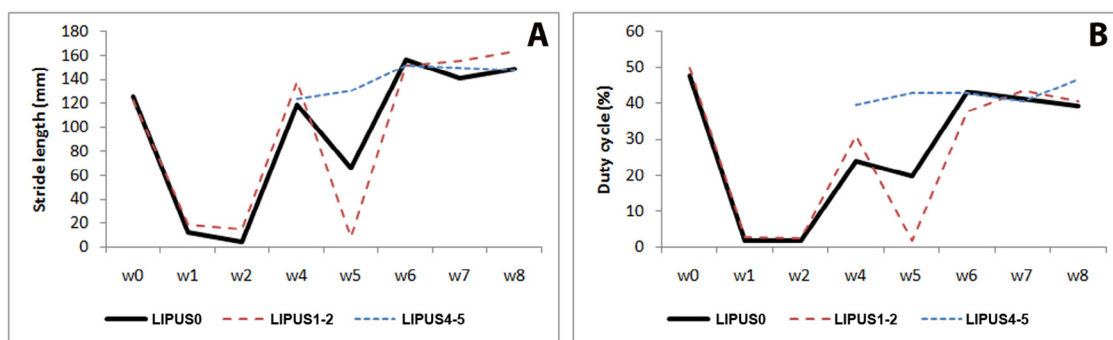 A
Stride length (mm)
180
160
140
120
100
80
60
40
20
0
w0 w1 w2 w4 w5 w6 w7 w8
LIPUS0 LIPUS1-2 LIPUS4-5
B
Duty cycle (%)
60
50
40
30
20
10
0
w0 w1 w2 w4 w5 w6 w7 w8
LIPUS0 LIPUS1-2 LIPUS4-5